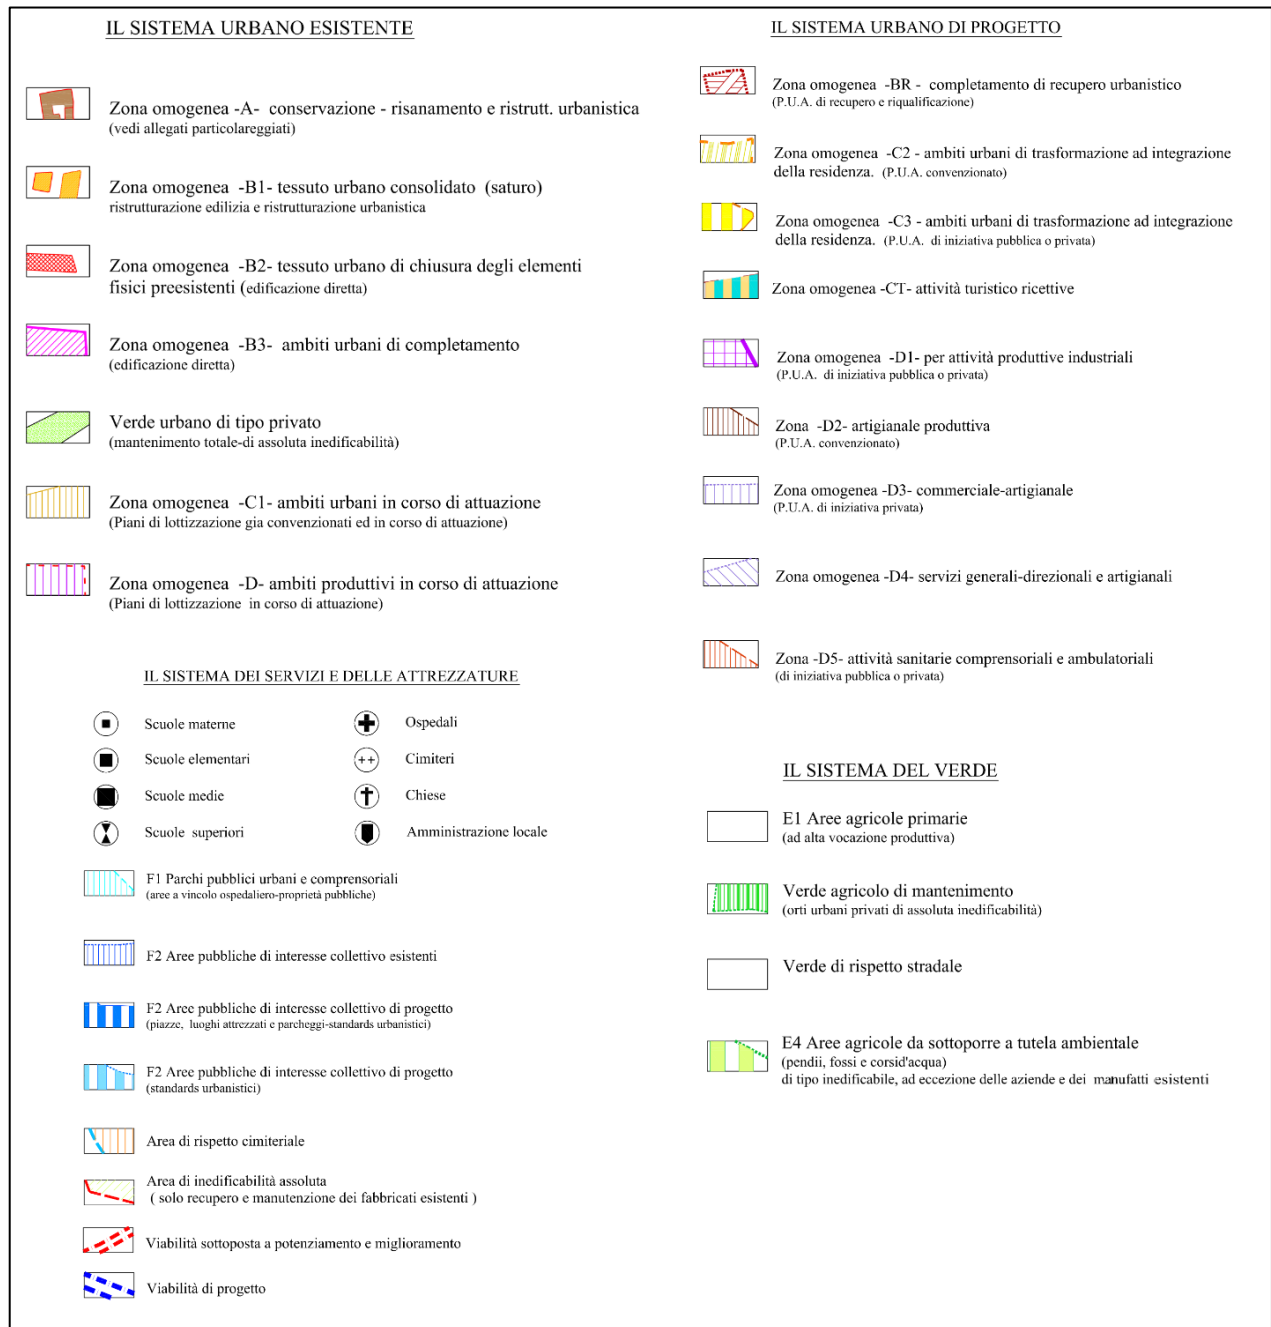 IL SISTEMA URBANO ESISTENTE
Zona omogenea -A- conservazione - risanamento e ristrutt. urbanistica
(vedi allegati particolareggiati)
Zona omogenea -B1- tessuto urbano consolidato (saturo)
ristrutturazione edilizia e ristrutturazione urbanistica
Zona omogenea -B2- tessuto urbano di chiusura degli elementi
fisici preesistenti (edificazione diretta)
Zona omogenea -B3- ambiti urbani di completamento
(edificazione diretta)
Verde urbano di tipo privato
(mantenimento totale-di assoluta inedificabilità)
Zona omogenea -C1- ambiti urbani in corso di attuazione
(Piani di lottizzazione gia convenzionati ed in corso di attuazione)
Zona omogenea -D- ambiti produttivi in corso di attuazione
(Piani di lottizzazione in corso di attuazione)
IL SISTEMA DEI SERVIZI E DELLE ATTREZZATURE
Scuole materne
Scuole elementari
Scuole medie
Scuole superiori
Ospedali
Cimiteri
Chiese
Amministrazione locale
F1 Parchi pubblici urbani e comprensoriali
(aree a vincolo ospedaliero-proprietà pubbliche)
F2 Aree pubbliche di interesse collettivo esistenti
F2 Aree pubbliche di interesse collettivo di progetto
(piazze, luoghi attrezzati e parcheggi-standards urbanistici)
F2 Aree pubbliche di interesse collettivo di progetto
(standards urbanistici)
Area di rispetto cimiteriale
Area di inedificabilità assoluta
( solo recupero e manutenzione dei fabbricati esistenti )
Viabilità sottoposta a potenziamento e miglioramento
Viabilità di progetto
IL SISTEMA URBANO DI PROGETTO
Zona omogenea -BR - completamento di recupero urbanistico
(P.U.A. di recupero e riqualificazione)
Zona omogenea -C2 - ambiti urbani di trasformazione ad integrazione
della residenza. (P.U.A. convenzionato)
Zona omogenea -C3 - ambiti urbani di trasformazione ad integrazione
della residenza. (P.U.A. di iniziativa pubblica o privata)
Zona omogenea -CT- attività turistico ricettive
Zona omogenea -D1- per attività produttive industriali
(P.U.A. di iniziativa pubblica o privata)
Zona -D2- artigianale produttiva
(P.U.A. convenzionato)
Zona omogenea -D3- commerciale-artigianale
(P.U.A. di iniziativa privata)
Zona omogenea -D4- servizi generali-direzionali e artigianali
Zona -D5- attività sanitarie comprensoriali e ambulatoriali
(di iniziativa pubblica o privata)
IL SISTEMA DEL VERDE
E1 Aree agricole primarie
(ad alta vocazione produttiva)
Verde agricolo di mantenimento
(orti urbani privati di assoluta inedificabilità)
Verde di rispetto stradale
E4 Aree agricole da sottoporre a tutela ambientale
(pendii, fossi e corsid'acqua)
di tipo inedificabile, ad eccezione delle aziende e dei manufatti esistenti